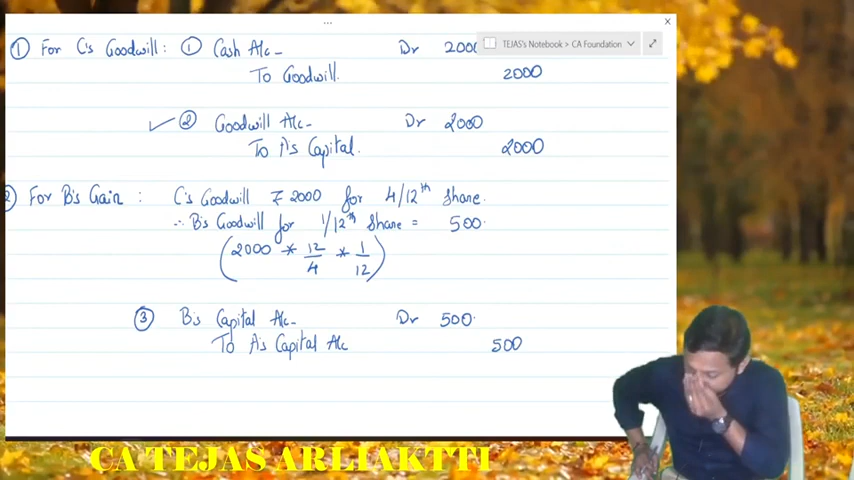 ...
TEJAS's Notebook > CA Foundation
① For C's Goodwill: ① Cash A/c Dr 2000
To Goodwill. 2000
② Goodwill A/c Dr 2000
To A's Capital. 2000
② For B's Gain: C's Goodwill ₹ 2000 for 4/12th Share.
∴ B's Goodwill for 1/12th Share = 500.
(2000 * 12/4 * 1/12)
③ B's Capital A/c Dr 500.
To A's Capital A/c 500
CA TEJAS ARLIAKTTI